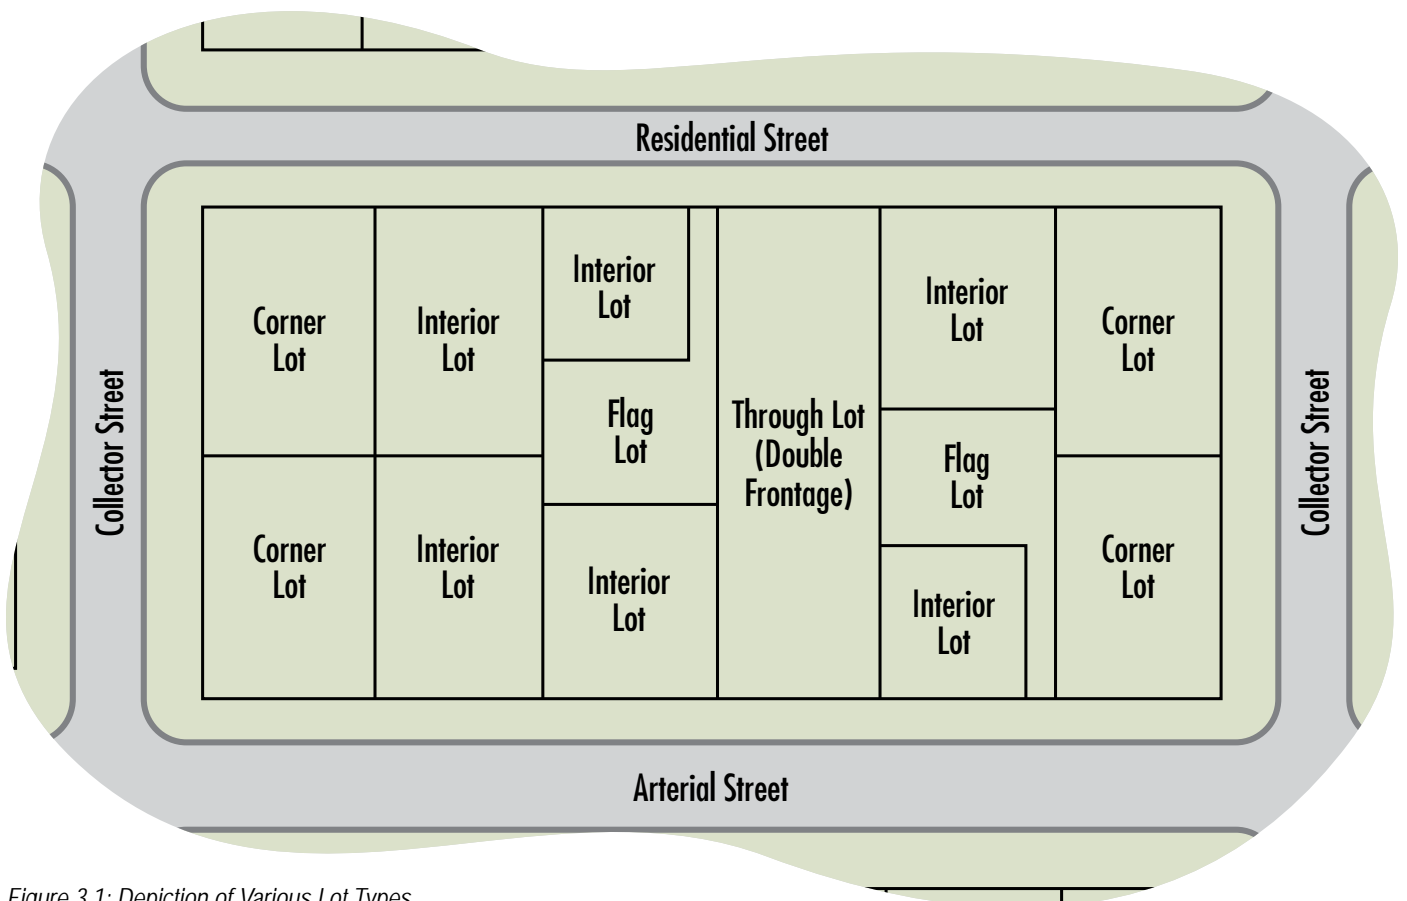 Residential Street
Collector Street
Corner
Lot
Interior
Lot
Interior
Lot
Flag
Lot
Through Lot
(Double
Frontage)
Interior
Lot
Flag
Lot
Corner
Lot
Collector Street
Corner
Lot
Interior
Lot
Interior
Lot
Interior
Lot
Corner
Lot
Arterial Street
Figure 3.1: Depiction of Various Lot Types